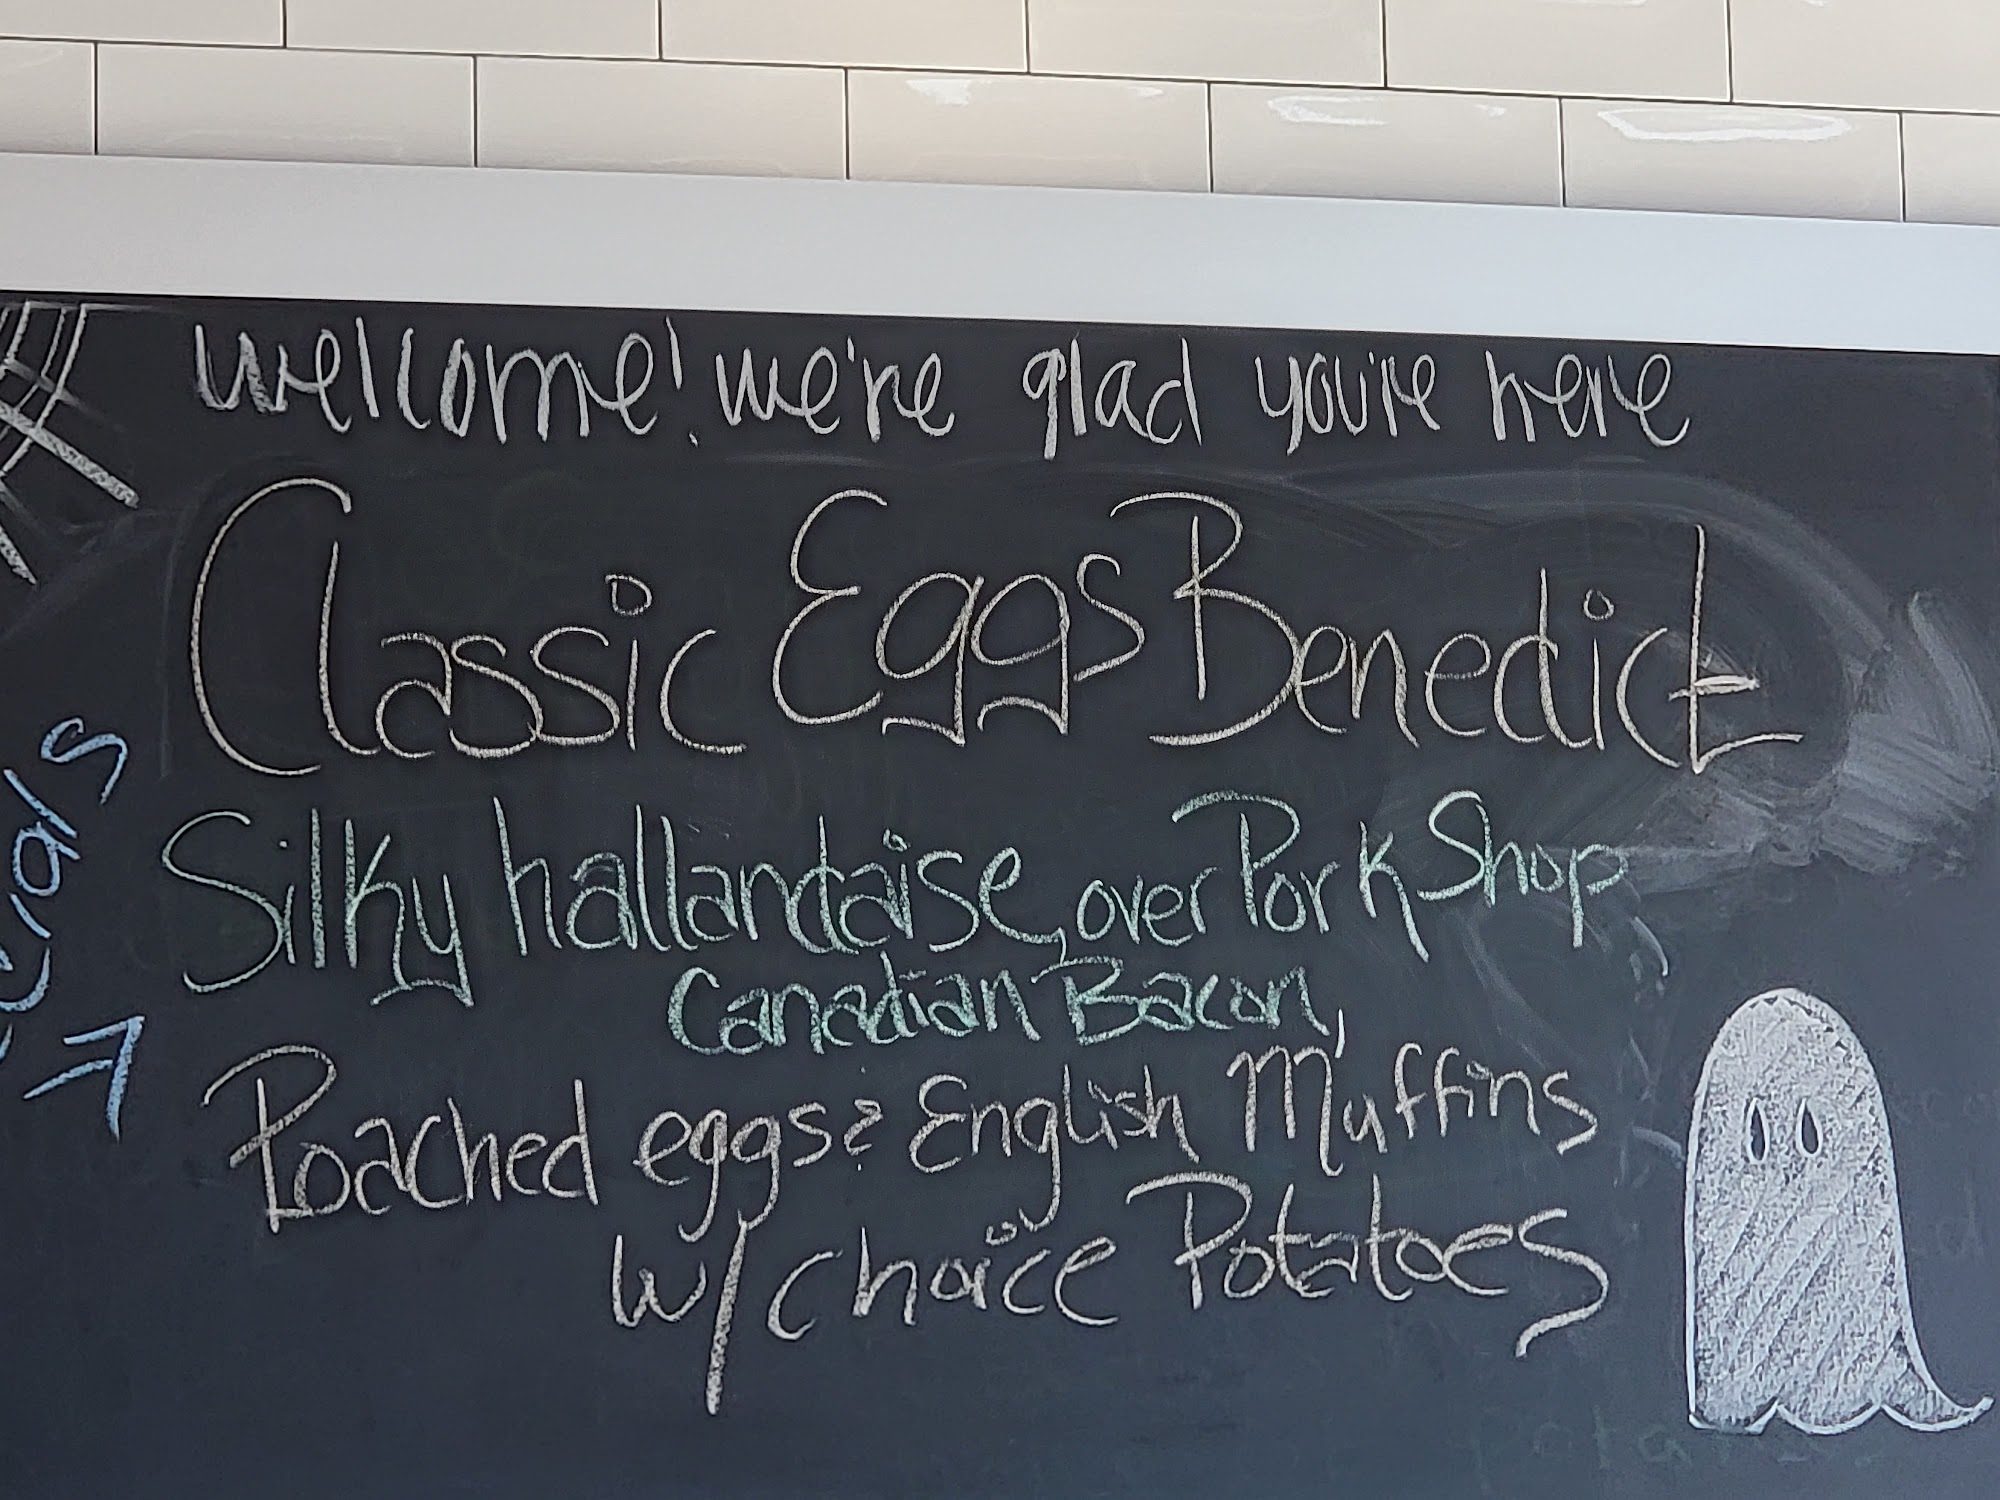 welcome! we're glad you're here
Classic Eggs Benedict
Silky hallandaise, over Pork Shop
Canadian Bacon,
Poached eggs & English Muffins
w/ choice Potatoes